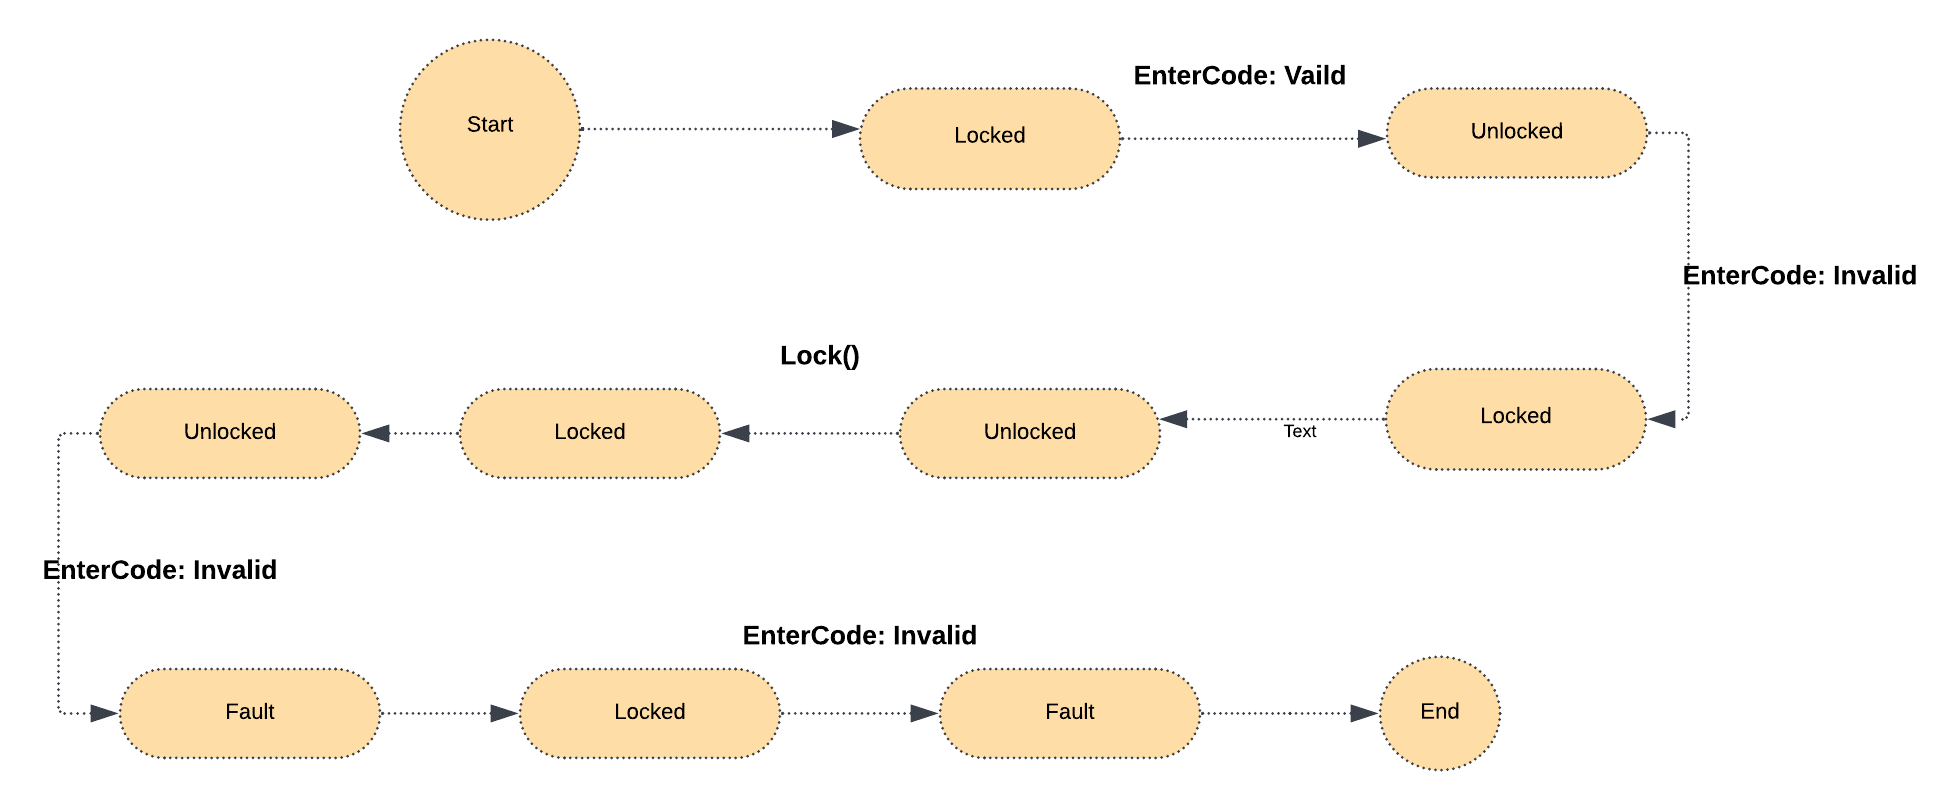 Start
Locked
EnterCode: Vaild
Unlocked
EnterCode: Invalid
Locked
Text
Unlocked
Lock()
Locked
Unlocked
EnterCode: Invalid
Fault
Locked
EnterCode: Invalid
Fault
End